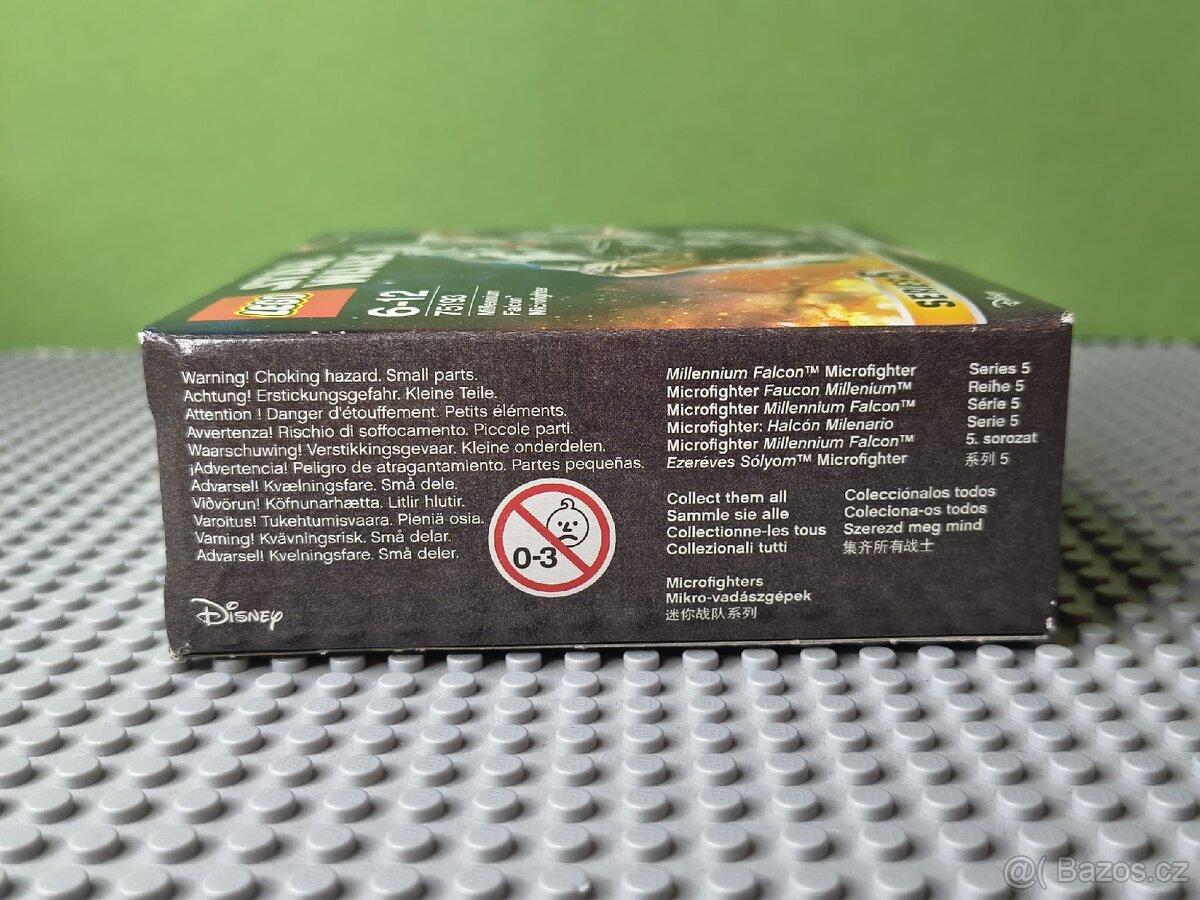 STAR
WARS
LEGO
6-12
75193
Millennium
Falcon™
Microfighter
SERIES 5
Disney
Warning! Choking hazard. Small parts.
Achtung! Erstickungsgefahr. Kleine Teile.
Attention ! Danger d'étouffement. Petits éléments.
Avvertenza! Rischio di soffocamento. Piccole parti.
Waarschuwing! Verstikkingsgevaar. Kleine onderdelen.
¡Advertencia! Peligro de atragantamiento. Partes pequeñas.
Advarsel! Kvælningsfare. Små dele.
Viðvörun! Köfnunarhætta. Litlir hlutir.
Varoitus! Tukehtumisvaara. Pieniä osia.
Varning! Kvävningsrisk. Små delar.
Advarsel! Kvelningsfare. Små deler.
0-3
Disney
Millennium Falcon™ Microfighter Series 5
Microfighter Faucon Millenium™ Reihe 5
Microfighter Millennium Falcon™ Série 5
Microfighter: Halcón Milenario Serie 5
Microfighter Millennium Falcon™ 5. sorozat
Ezeréves Sólyom™ Microfighter 系列 5
Collect them all
Sammle sie alle
Collectionne-les tous
Collezionali tutti
Colecciónalos todos
Coleciona-os todos
Szerezd meg mind
集齐所有战士
Microfighters
Mikro-vadászgépek
迷你战队系列
@( Bazos.cz